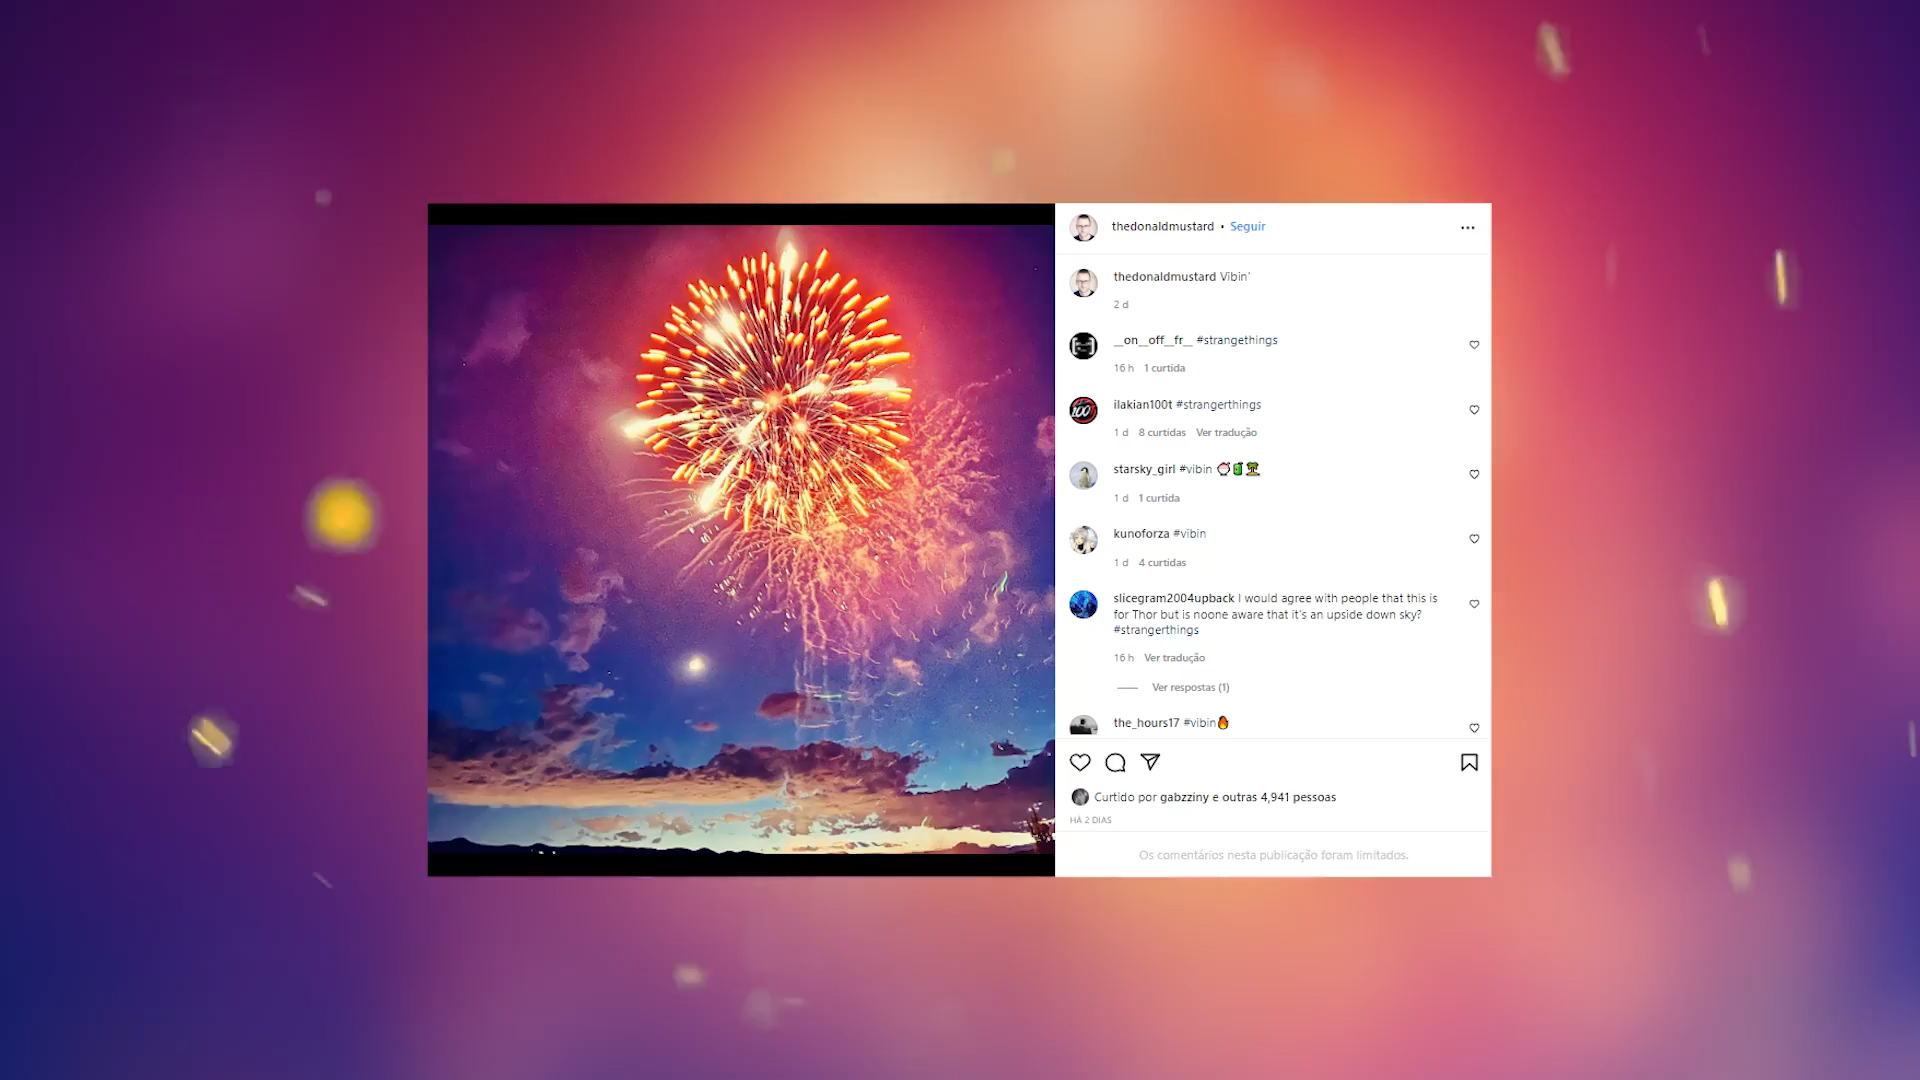 thedonaldmustard • Seguir
thedonaldmustard Vibin'
2 d
__on__off__fr__ #strangethings
16 h 1 curtida
ilakian100t #strangerthings
1 d 8 curtidas Ver tradução
starsky_girl #vibin
1 d 1 curtida
kunoforza #vibin
1 d 4 curtidas
slicegram2004upback I would agree with people that this is
for Thor but is noone aware that it's an upside down sky?
#strangerthings
16 h Ver tradução
Ver respostas (1)
the_hours17 #vibin🔥
Curtido por gabzziny e outras 4,941 pessoas
HÁ 2 DIAS
Os comentários nesta publicação foram limitados.